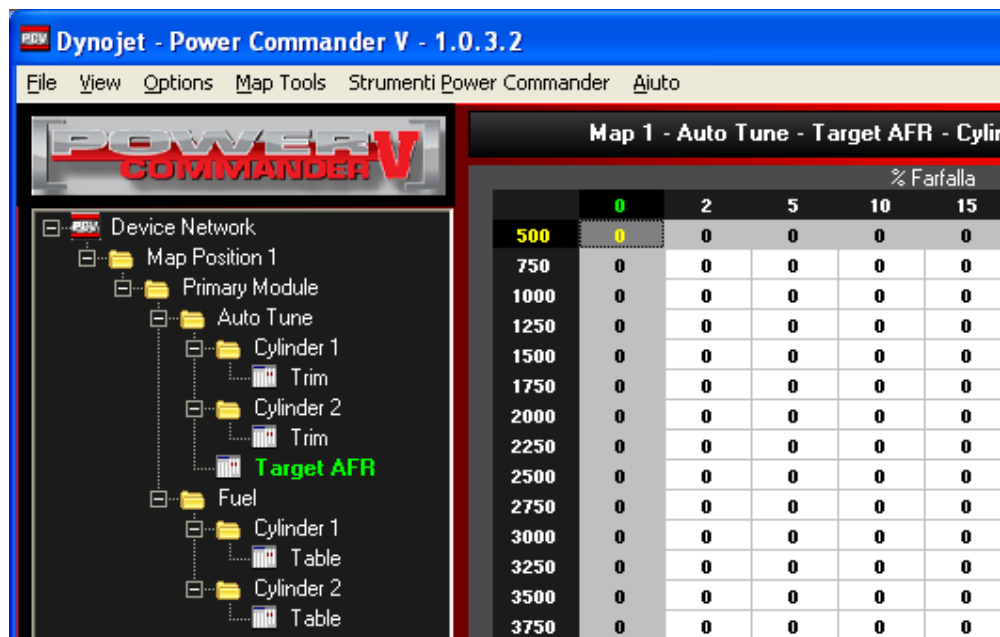 PCV Dynojet - Power Commander V - 1.0.3.2
File View Options Map Tools Strumenti Power Commander Aiuto
POWER V
COMMANDER
Device Network
Map Position 1
Primary Module
Auto Tune
Cylinder 1
Trim
Cylinder 2
Trim
Target AFR
Fuel
Cylinder 1
Table
Cylinder 2
Table
Map 1 - Auto Tune - Target AFR - Cylin
% Farfalla
0 2 5 10 15
500 0 0 0 0 0
750 0 0 0 0 0
1000 0 0 0 0 0
1250 0 0 0 0 0
1500 0 0 0 0 0
1750 0 0 0 0 0
2000 0 0 0 0 0
2250 0 0 0 0 0
2500 0 0 0 0 0
2750 0 0 0 0 0
3000 0 0 0 0 0
3250 0 0 0 0 0
3500 0 0 0 0 0
3750 0 0 0 0 0